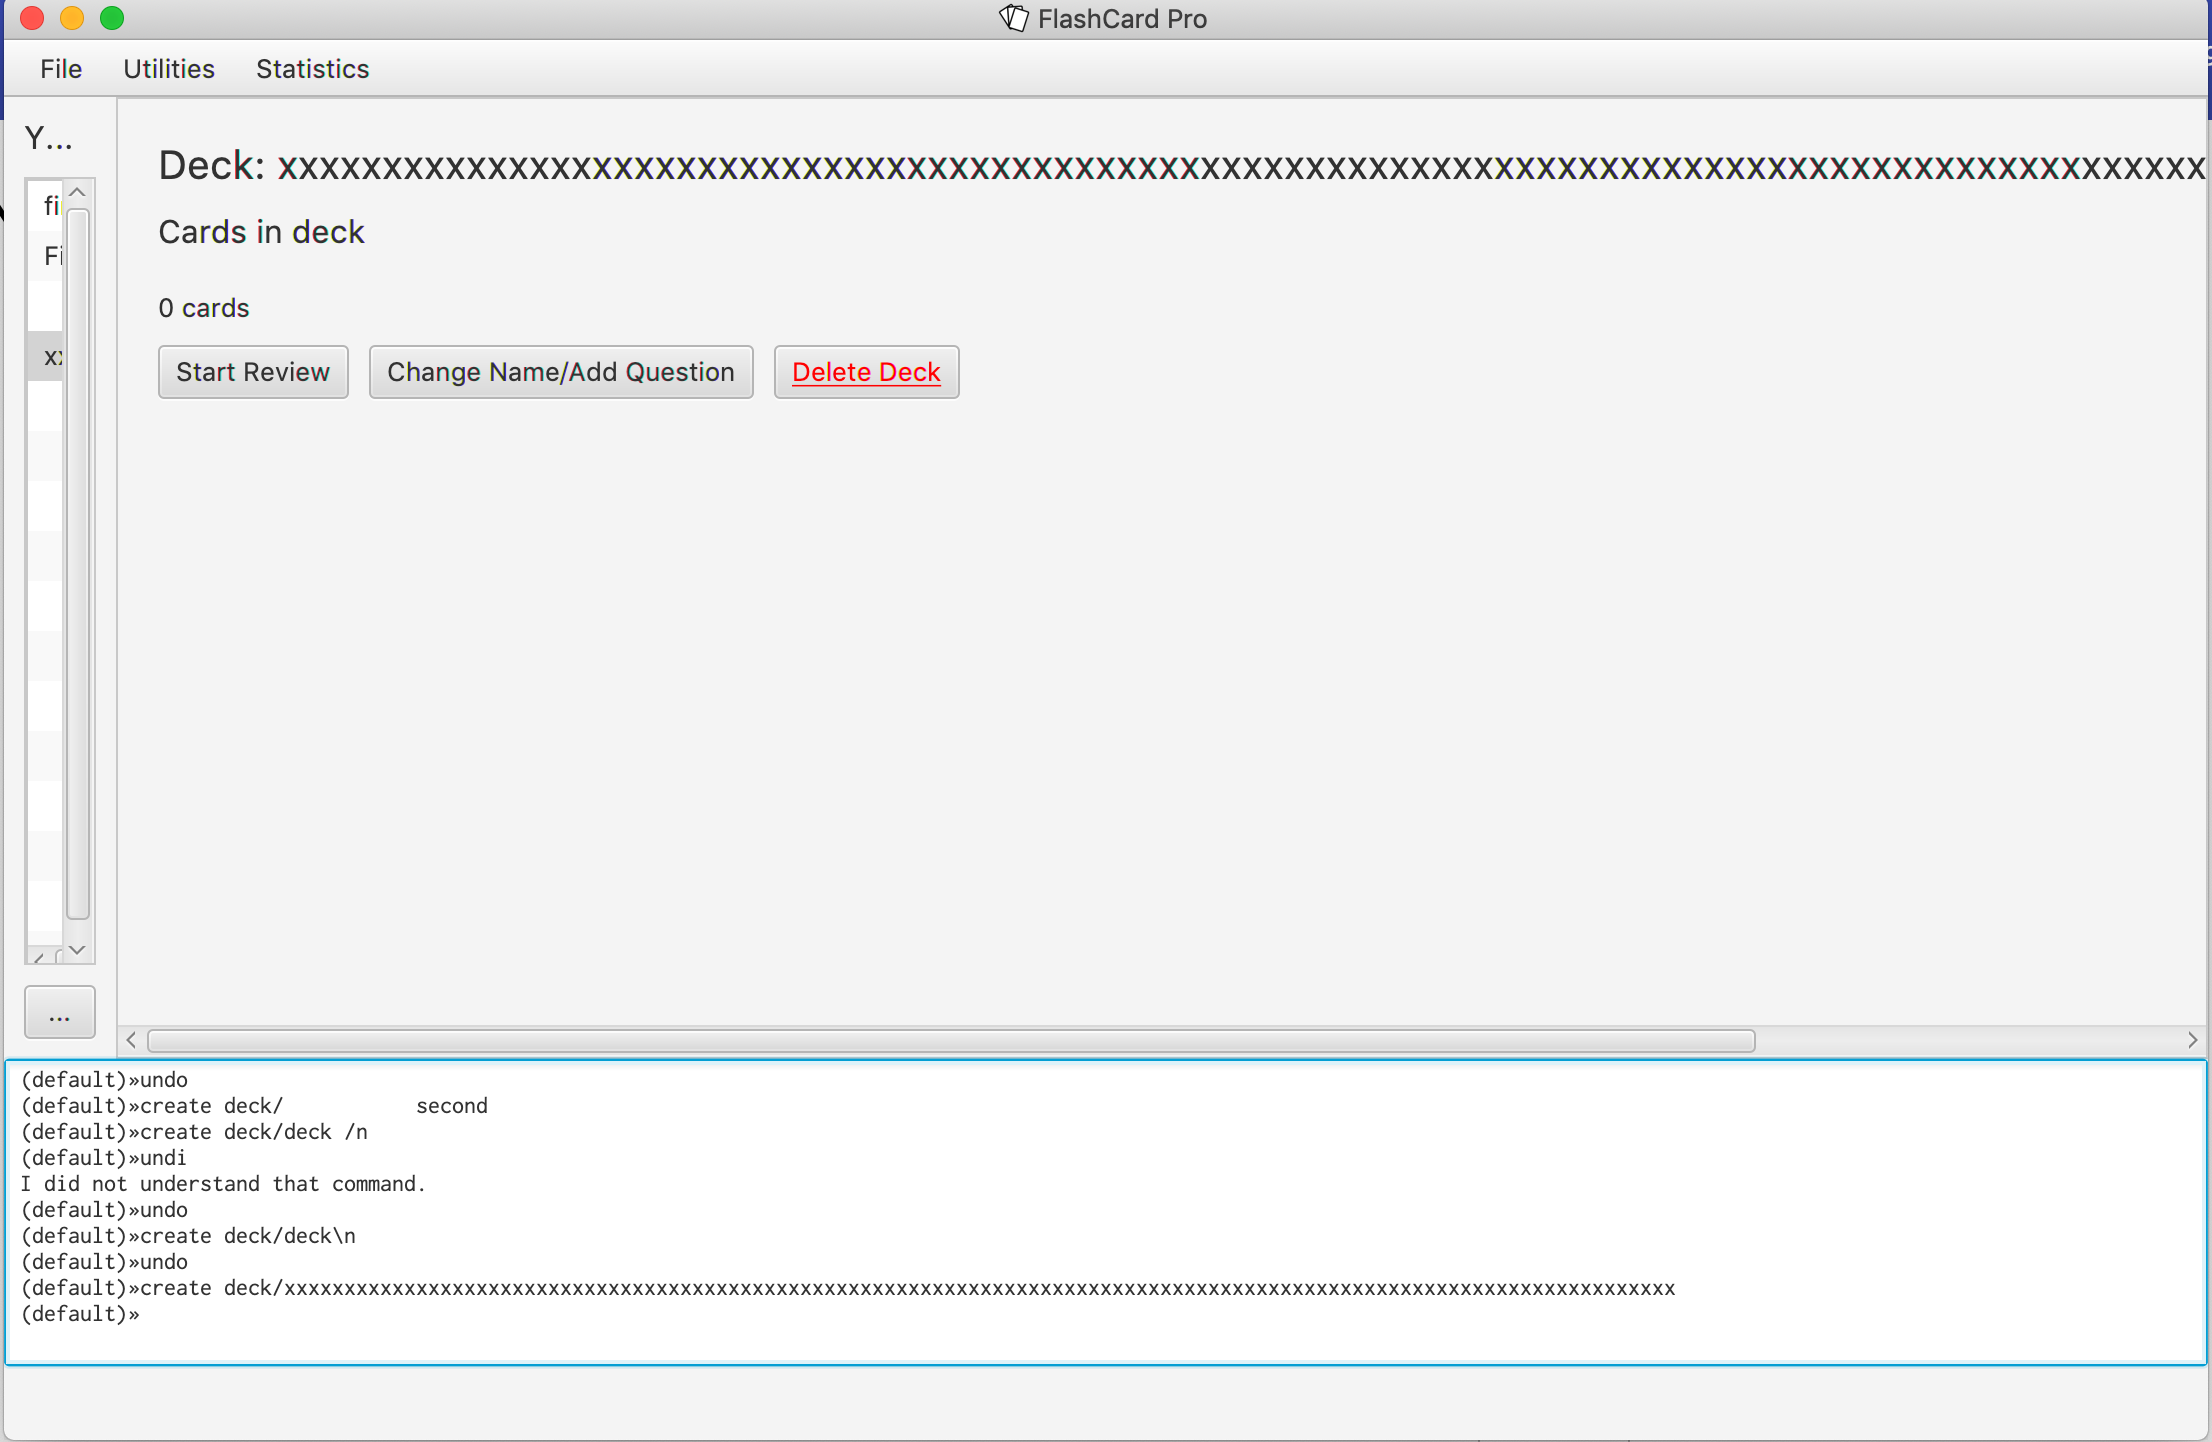 FlashCard Pro
File Utilities Statistics
Y...
fi
Fi
Deck:
Cards in deck
0 cards
Start Review Change Name/Add Question Delete Deck
...
(default)»undo
(default)»create deck/           second
(default)»create deck/deck /n
(default)»undi
I did not understand that command.
(default)»undo
(default)»create deck/deck\n
(default)»undo
(default)»create deck/
(default)»